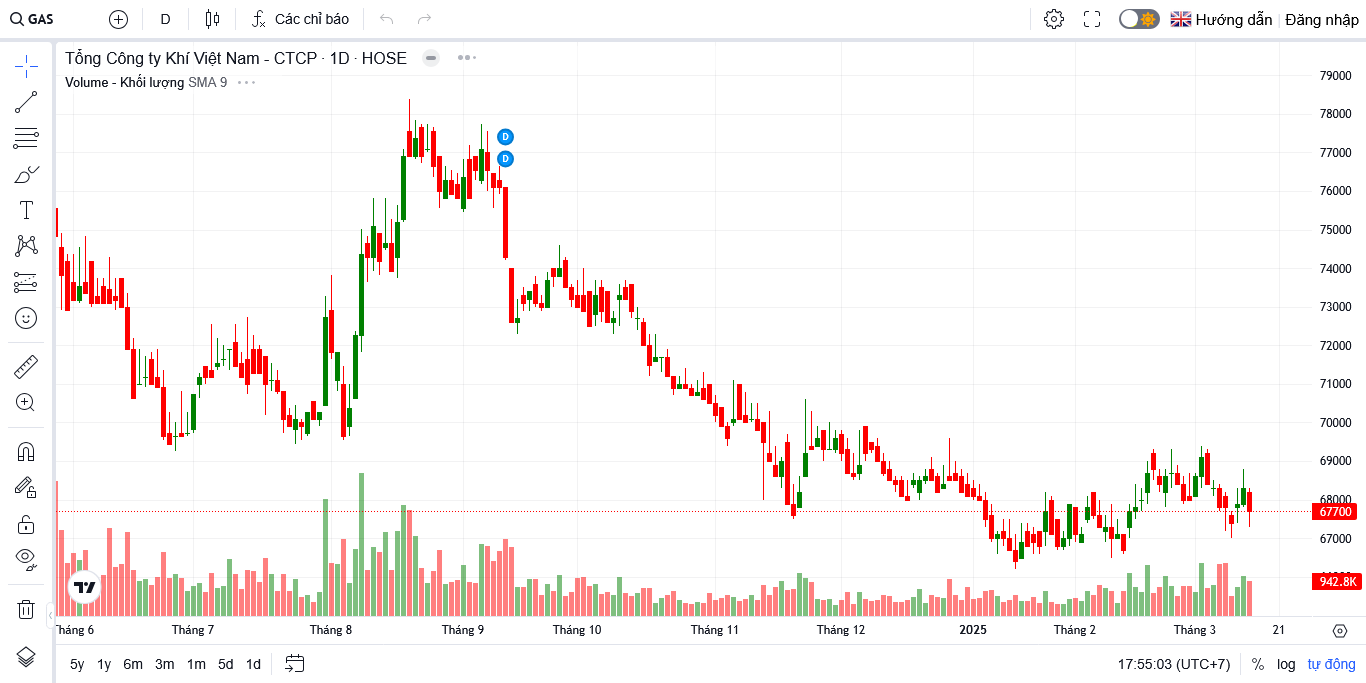 GAS D Các chỉ báo Hướng dẫn Đăng nhập
Tổng Công ty Khí Việt Nam - CTCP · 1D · HOSE
Volume - Khối lượng SMA 9
D
D
79000
78000
77000
76000
75000
74000
73000
72000
71000
70000
69000
68000
67700
67000
942.8K
Tháng 6 Tháng 7 Tháng 8 Tháng 9 Tháng 10 Tháng 11 Tháng 12 2025 Tháng 2 Tháng 3 21
5y 1y 6m 3m 1m 5d 1d 17:55:03 (UTC+7) % log tự động